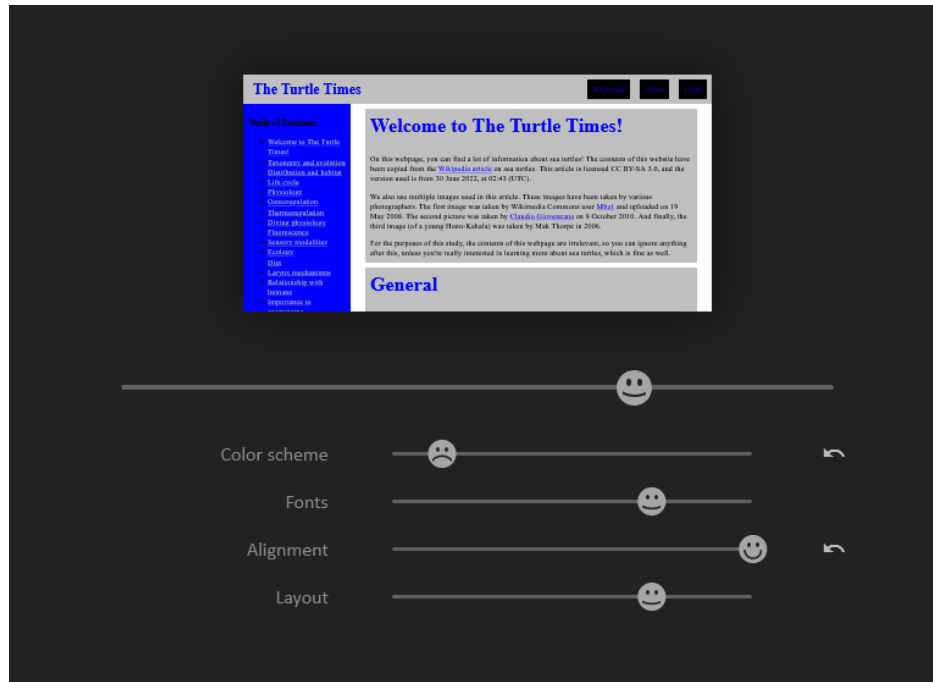 The Turtle Times
Main page
About
Table of Contents
Welcome to The Turtle
Times!
Taxonomy and evolution
Distribution and habitat
Life cycle
Physiology
Osmoregulation
Thermoregulation
Diving physiology
Fluorescence
Sensory modalities
Ecology
Diet
Larynx mechanisms
Relationship with
humans
Importance to
ecosystems
Welcome to The Turtle Times!
On this webpage, you can find a lot of information about sea turtles! The contents of this website have
been copied from the Wikipedia article on sea turtles. This article is licensed CC BY-SA 3.0, and the
version used is from 30 June 2022, at 02:43 (UTC).
We also use multiple images used in this article. These images have been taken by various
photographers. The first image was taken by Wikimedia Commons user Mbzl and uploaded on 19
May 2008. The second picture was taken by Claudio Giovenzana on 8 October 2010. And finally, the
third image (of a young Honu-Kahala) was taken by Mak Thorpe in 2006.
For the purposes of this study, the contents of this webpage are irrelevant, so you can ignore anything
after this, unless you're really interested in learning more about sea turtles, which is fine as well.
General
Color scheme
Fonts
Alignment
Layout